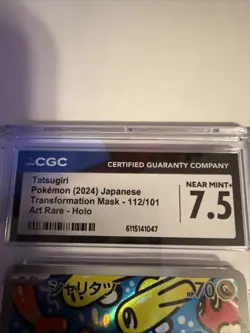 CGC
CERTIFIED GUARANTY COMPANY
Tatsugiri
Pokémon (2024) Japanese
Transformation Mask - 112/101
Art Rare - Holo
NEAR MINT+
7.5
6115141047
シャリタツ
HP 70